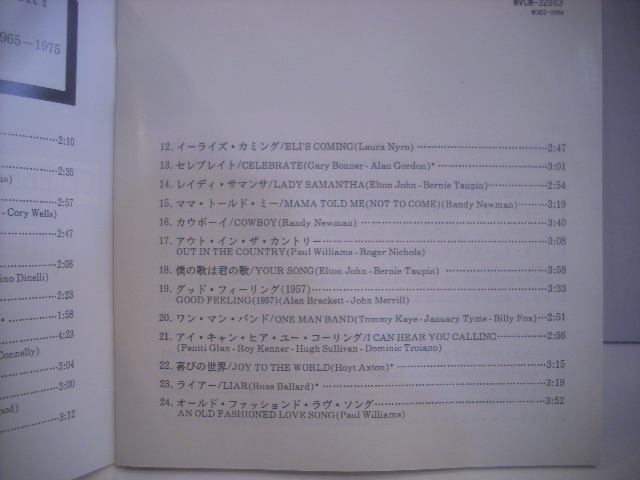 1965－1975
2:10
2:35
2:57
- Cory Wells)
2:47
2:08
ino Dinelli)
2:23
1:58
4:23
Connelly)
3:04
3:00
3:12
MVCM-32003
12. イーライズ・カミング/ELI'S COMING(Laura Nyro) 2:47
13. セレブレイト/CELEBRATE(Gary Bonner - Alan Gordon)* 3:01
14. レイディ・サマンサ/LADY SAMANTHA(Elton John - Bernie Taupin) 2:54
15. ママ・トールド・ミー/MAMA TOLD ME(NOT TO COME)(Randy Newman) 3:19
16. カウボーイ/COWBOY(Randy Newman) 3:40
17. アウト・イン・ザ・カントリー 3:08
OUT IN THE COUNTRY(Paul Williams - Roger Nichols)
18. 僕の歌は君の歌/YOUR SONG(Elton John - Bernie Taupin) 3:58
19. グッド・フィーリング(1957) 3:33
GOOD FEELING(1957)(Alan Brackett - John Merrill)
20. ワン・マン・バンド/ONE MAN BAND(Tommy Kaye - January Tyme - Billy Fox) 2:51
21. アイ・キャン・ヒア・ユー・コーリング/I CAN HEAR YOU CALLING 2:56
(Pentti Glan - Roy Kenner - Hugh Sullivan - Dominic Troiano)
22. 喜びの世界/JOY TO THE WORLD(Hoyt Axton)* 3:15
23. ライアー/LIAR(Russ Ballard)* 3:19
24. オールド・ファッションド・ラヴ・ソング 3:52
AN OLD FASHIONED LOVE SONG(Paul Williams)